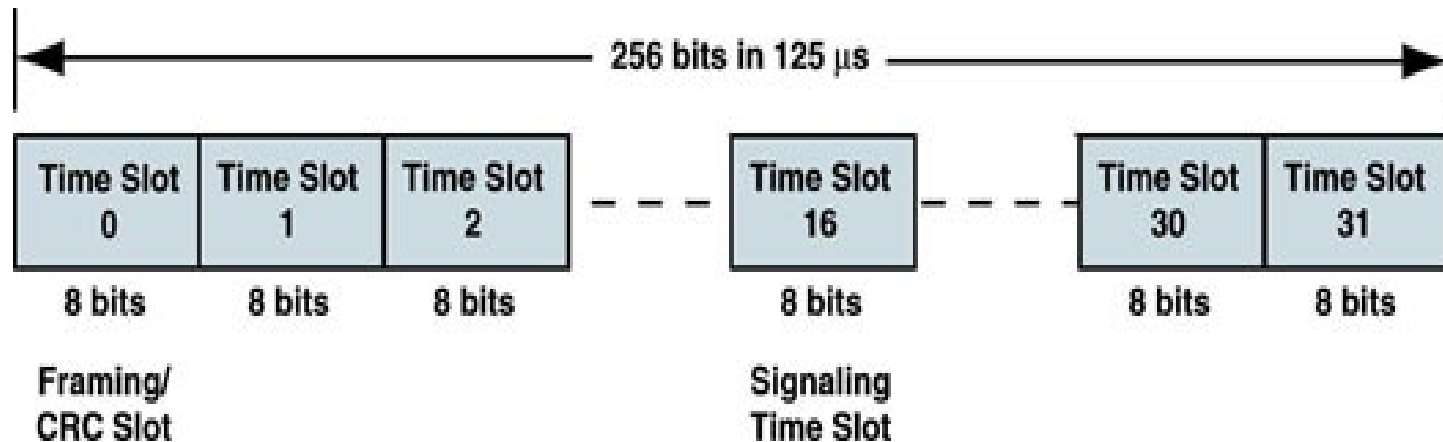 256 bits in 125 μs
Time Slot 0
Time Slot 1
Time Slot 2
Time Slot 16
Time Slot 30
Time Slot 31
8 bits
8 bits
8 bits
8 bits
8 bits
8 bits
Framing/
CRC Slot
Signaling
Time Slot